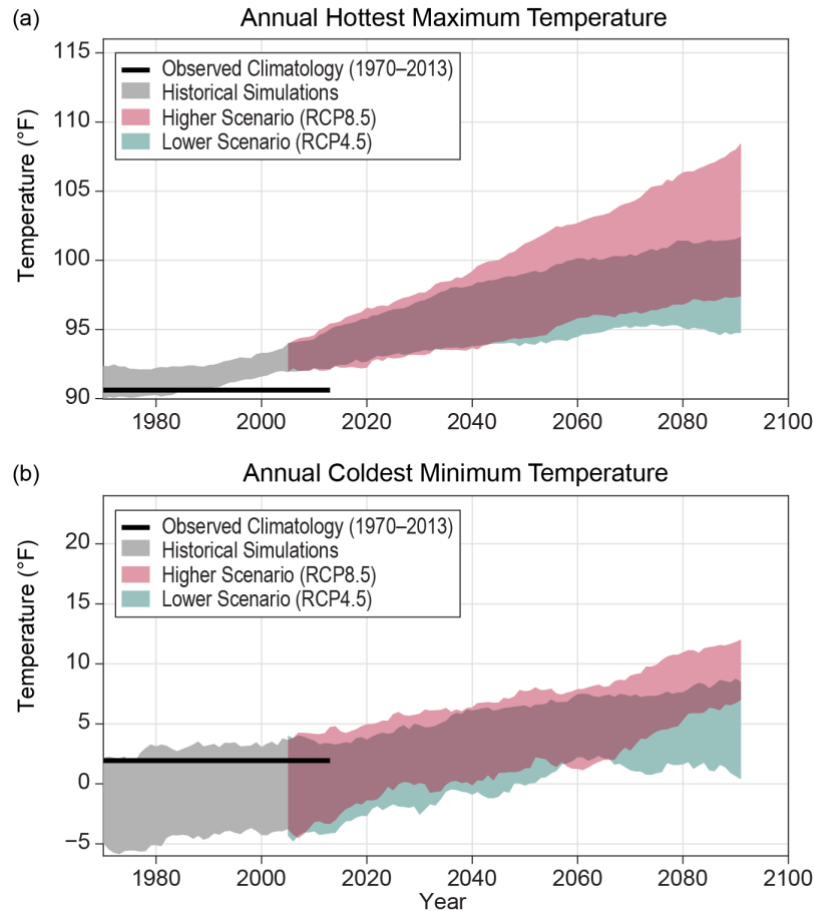 (a)
Annual Hottest Maximum Temperature
Temperature (°F)
115
110
105
100
95
90
Observed Climatology (1970–2013)
Historical Simulations
Higher Scenario (RCP8.5)
Lower Scenario (RCP4.5)
1980
2000
2020
2040
2060
2080
2100
(b)
Annual Coldest Minimum Temperature
Temperature (°F)
20
15
10
5
0
−5
Observed Climatology (1970–2013)
Historical Simulations
Higher Scenario (RCP8.5)
Lower Scenario (RCP4.5)
1980
2000
2020
2040
2060
2080
2100
Year